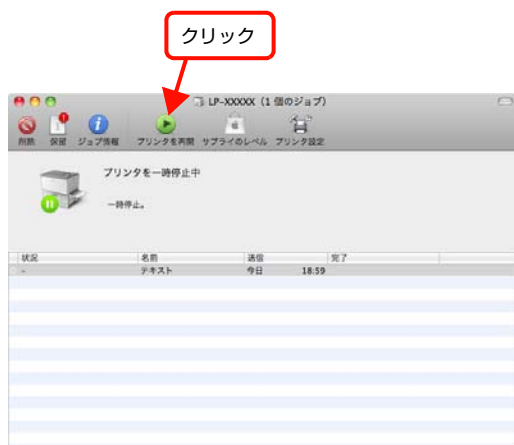 クリック
LP-XXXXX（1 個のジョブ）
削除 保留 ジョブ情報 プリンタを再開 サプライのレベル プリンタ設定
プリンタを一時停止中
一時停止。
状況 名前 送信 完了
- テキスト 今日 18:59